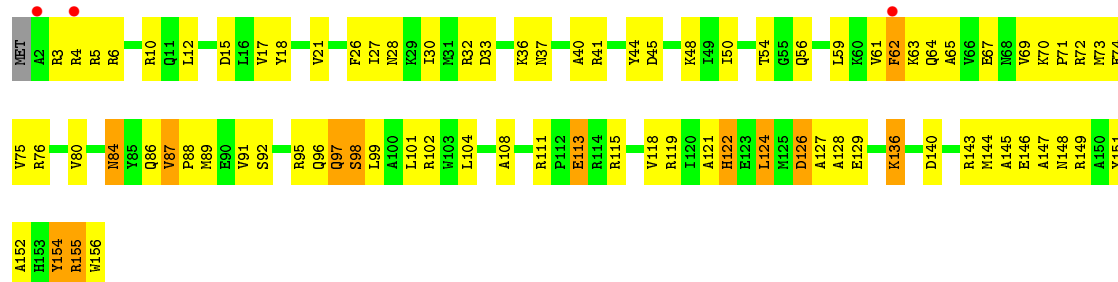 MET A2 R3 R4 R5 R6 R10 Q11 L12 D15 L16 V17 Y18 V21 F26 I27 N28 K29 I30 M31 R32 D33 K36 N37 A40 R41 Y44 D45 K48 I49 I50 T54 G55 Q56 L59 K60 V61 F62 K63 Q64 A65 V66 E67 N68 V69 K70 P71 R72 M73
V75 R76 V80 N84 Y85 Q86 V87 P88 M89 E90 V91 S92 R95 Q96 Q97 S98 L99 A100 L101 R102 W103 L104 A108 R111 P112 E113 R114 R115 V118 R119 I120 A121 H122 E123 L124 M125 D126 A127 A128 E129 K136 D140 R143 M144 A145 E146 A147 N148 R149 A150 Y151
A152 H153 Y154 R155 W156